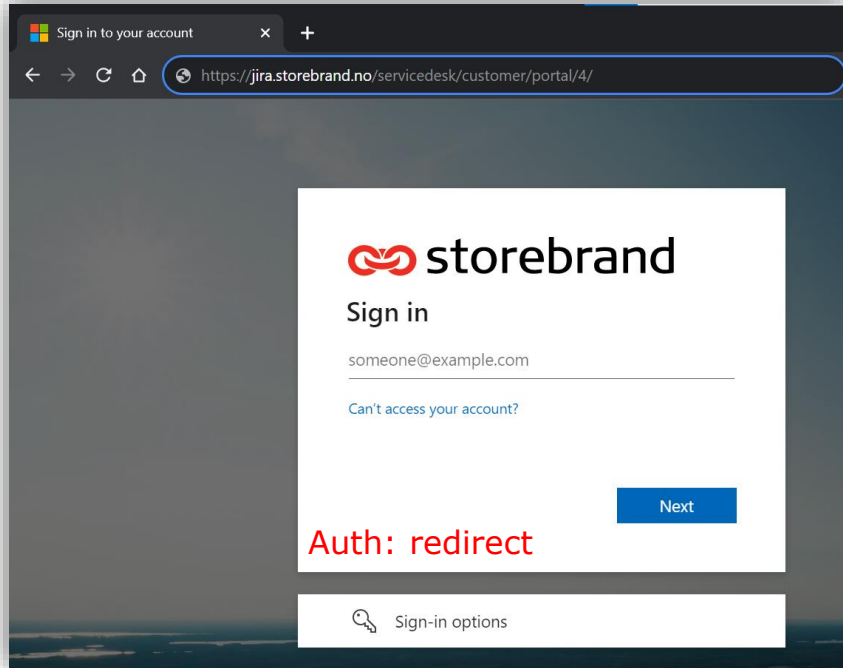 Sign in to your account
https://jira.storebrand.no/servicedesk/customer/portal/4/
storebrand
Sign in
someone@example.com
Can't access your account?
Next
Auth: redirect
Sign-in options